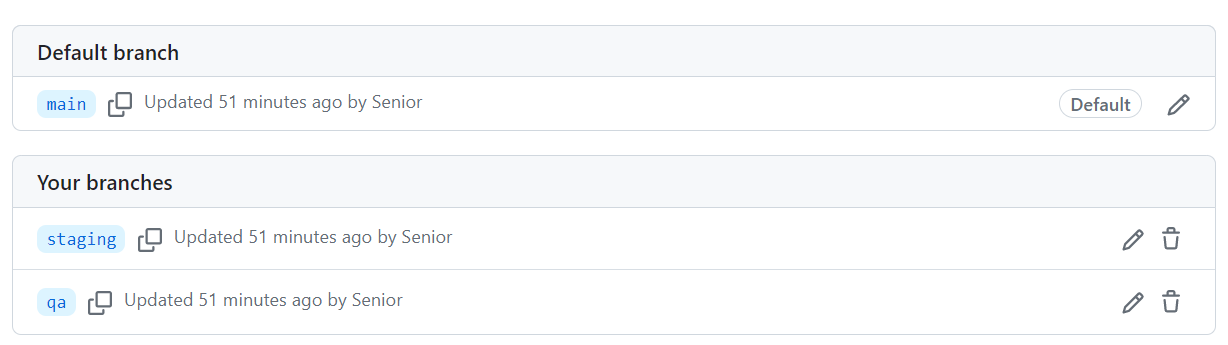 Default branch
main Updated 51 minutes ago by Senior Default
Your branches
staging Updated 51 minutes ago by Senior
qa Updated 51 minutes ago by Senior